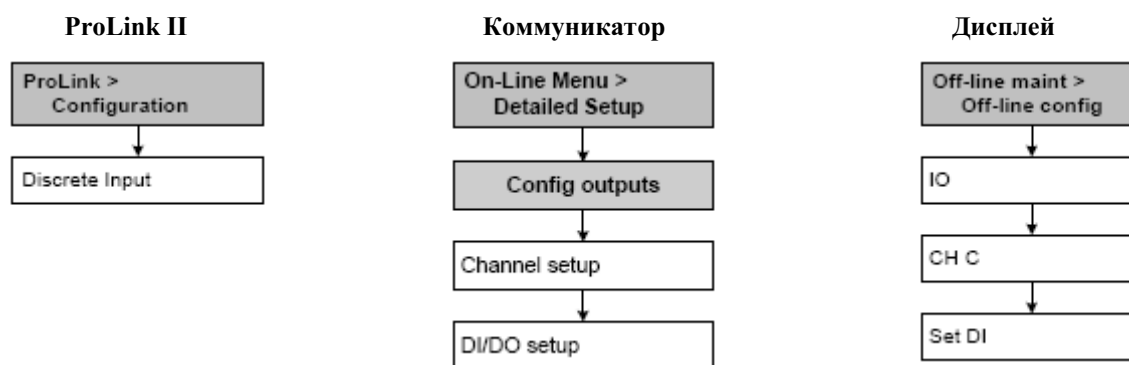 ProLink II
ProLink >
Configuration
Discrete Input
Коммуникатор
On-Line Menu >
Detailed Setup
Config outputs
Channel setup
DI/DO setup
Дисплей
Off-line maint >
Off-line config
IO
CH C
Set DI